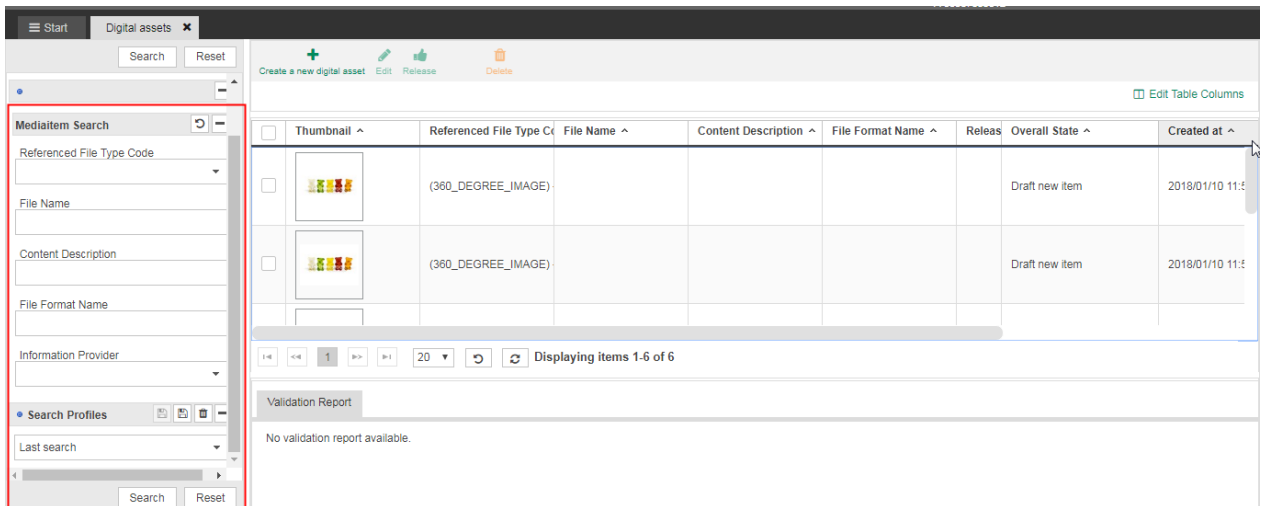 Start
Digital assets
Search Reset
Mediaitem Search
Referenced File Type Code
File Name
Content Description
File Format Name
Information Provider
Search Profiles
Last search
Search Reset
Create a new digital asset Edit Release Delete
Edit Table Columns
Thumbnail Referenced File Type Co File Name Content Description File Format Name Releas Overall State Created at
(360_DEGREE_IMAGE) Draft new item 2018/01/10 11:5
(360_DEGREE_IMAGE) Draft new item 2018/01/10 11:5
1 20 Displaying items 1-6 of 6
Validation Report
No validation report available.